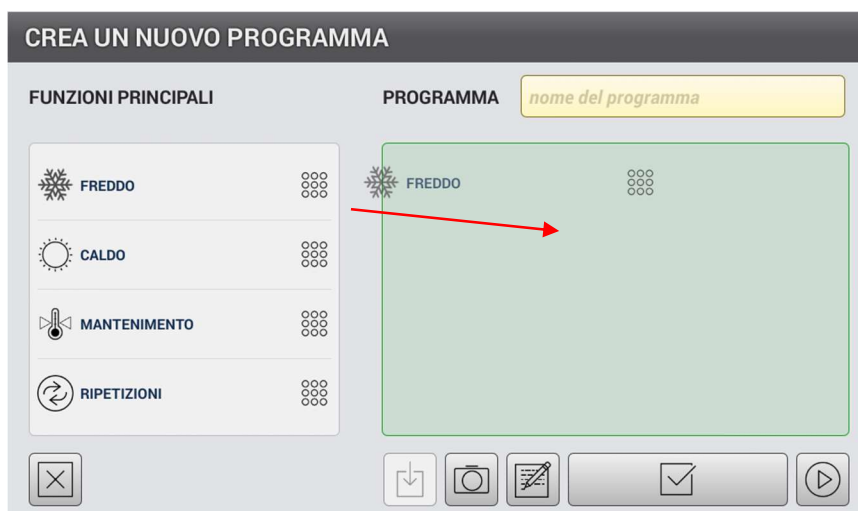 CREA UN NUOVO PROGRAMMA
FUNZIONI PRINCIPALI
PROGRAMMA nome del programma
FREDDO
CALDO
MANTENIMENTO
RIPETIZIONI
FREDDO